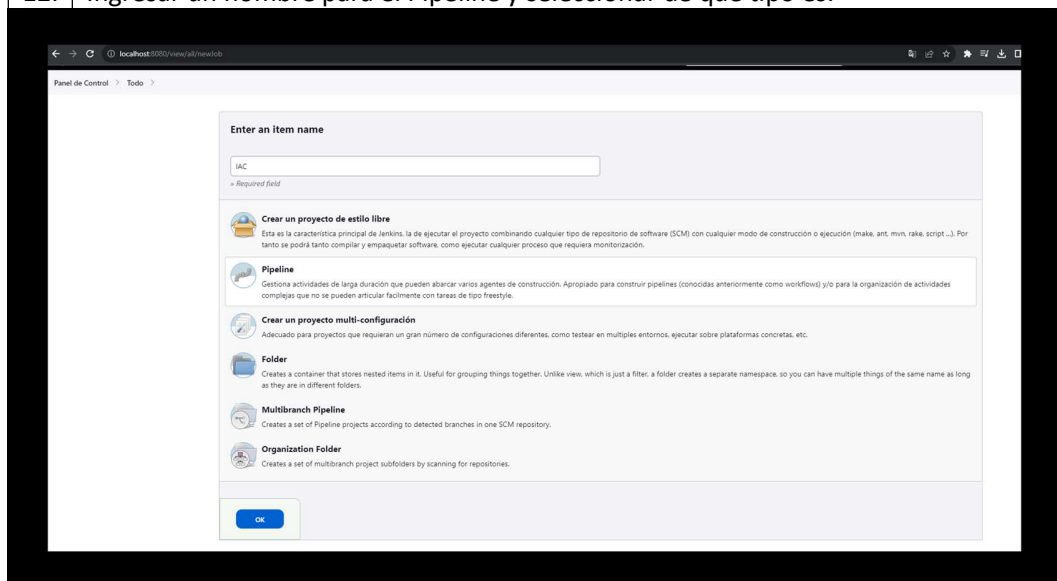 Ingresar un nombre para el Pipeline y seleccionar de que tipo es.
localhost:8080/view/all/newJob
Panel de Control > Todo >
Enter an item name
IAC
» Required field
Crear un proyecto de estilo libre
Esta es la característica principal de Jenkins, la de ejecutar el proyecto combinando cualquier tipo de repositorio de software (SCM) con cualquier modo de construcción o ejecución (make, ant, mvn, rake, script ...). Por
tanto se podrá tanto compilar y empaquetar software, como ejecutar cualquier proceso que requiera monitorización.
Pipeline
Gestiona actividades de larga duración que pueden abarcar varios agentes de construcción. Apropiado para construir pipelines (conocidas anteriormente como workflows) y/o para la organización de actividades
complejas que no se pueden articular facilmente con tareas de tipo freestyle.
Crear un proyecto multi-configuración
Adecuado para proyectos que requieran un gran número de configuraciones diferentes, como testear en multiples entornos, ejecutar sobre plataformas concretas, etc.
Folder
Creates a container that stores nested items in it. Useful for grouping things together. Unlike view, which is just a filter, a folder creates a separate namespace, so you can have multiple things of the same name as long
as they are in different folders.
Multibranch Pipeline
Creates a set of Pipeline projects according to detected branches in one SCM repository.
Organization Folder
Creates a set of multibranch project subfolders by scanning for repositories.
OK